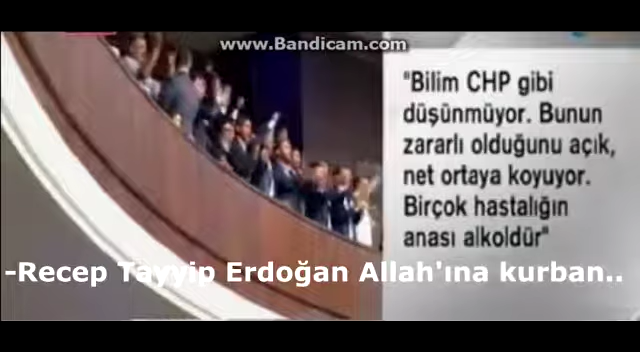 www.Bandicam.com
"Bilim CHP gibi
düşünmüyor. Bunun
zararlı olduğunu açık,
net ortaya koyuyor.
Birçok hastalığın
anası alkoldür"
-Recep Tayyip Erdoğan Allah'ına kurban..